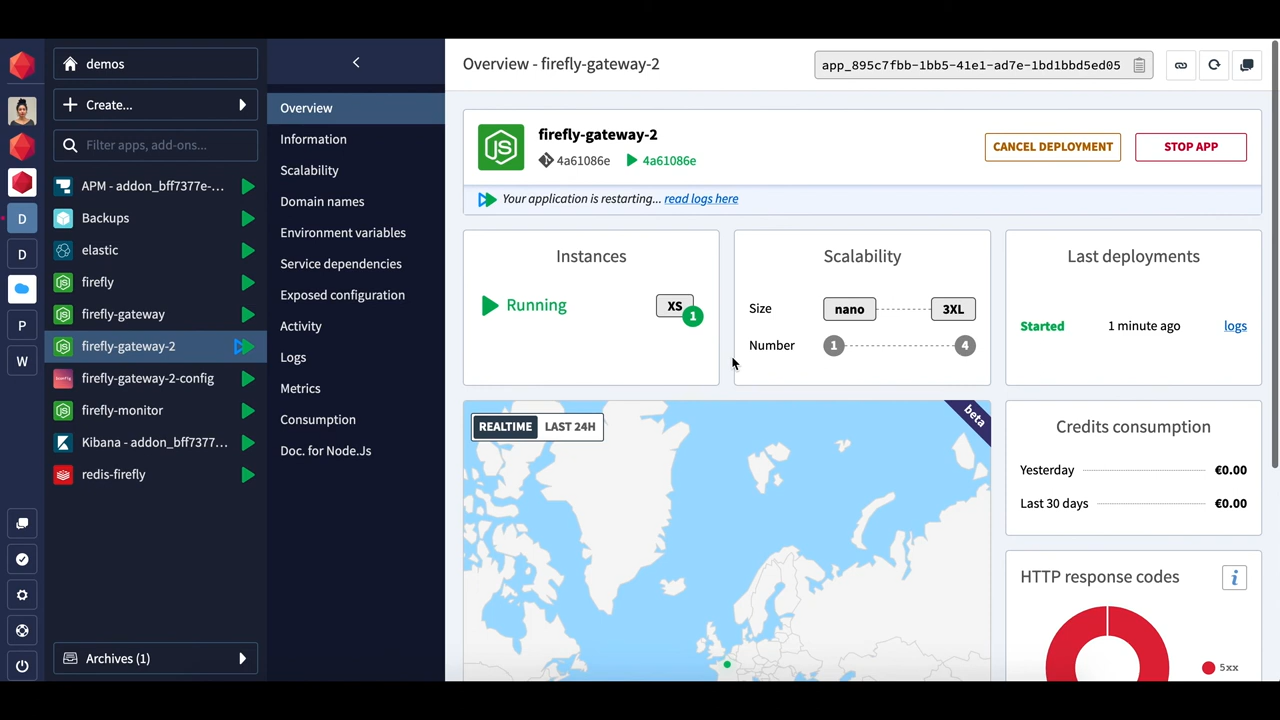 demos
Create...
Filter apps, add-ons...
APM - addon_bff7377e-...
Backups
elastic
firefly
firefly-gateway
firefly-gateway-2
firefly-gateway-2-config
firefly-monitor
Kibana - addon_bff7377...
redis-firefly
Archives (1)
D
D
P
W
Overview
Information
Scalability
Domain names
Environment variables
Service dependencies
Exposed configuration
Activity
Logs
Metrics
Consumption
Doc. for Node.Js
Overview - firefly-gateway-2
app_895c7fbb-1bb5-41e1-ad7e-1bd1bbd5ed05
JS
firefly-gateway-2
4a61086e 4a61086e
CANCEL DEPLOYMENT
STOP APP
Your application is restarting... read logs here
Instances
Running
XS
1
Scalability
Size nano 3XL
Number 1 4
Last deployments
Started 1 minute ago logs
REALTIME LAST 24H
beta
Credits consumption
Yesterday €0.00
Last 30 days €0.00
HTTP response codes
i
5xx